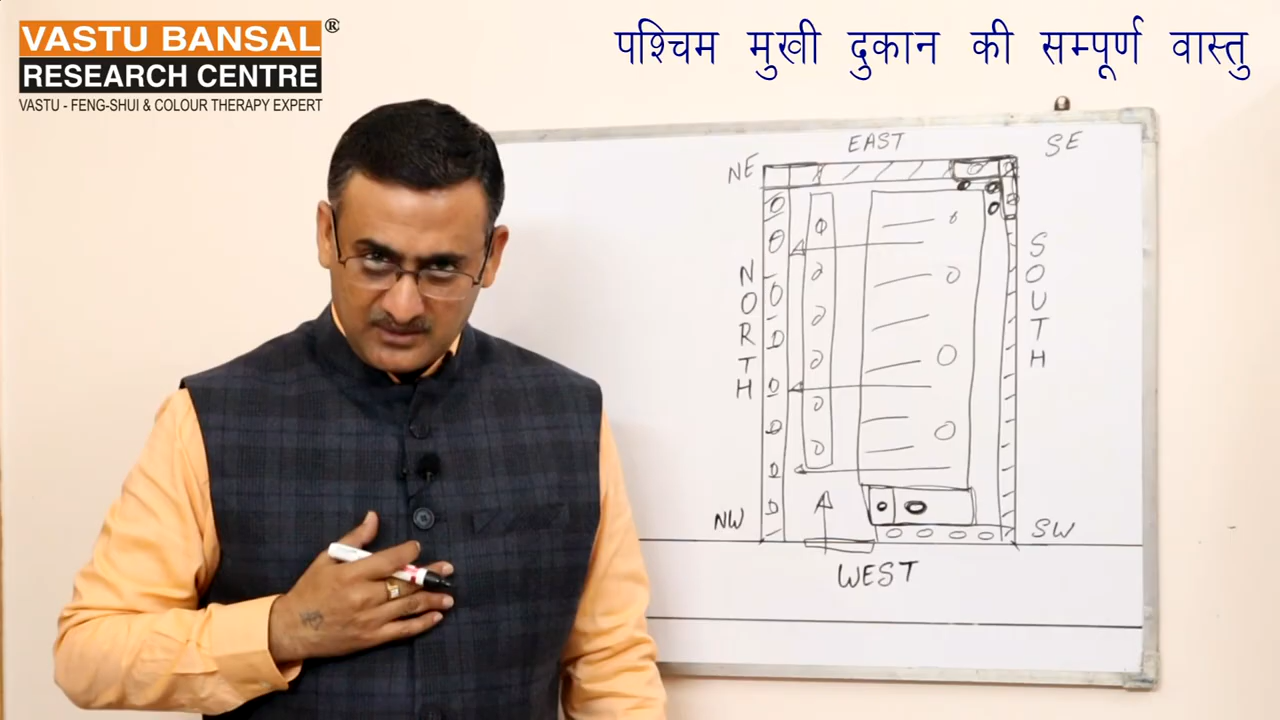 VASTU BANSAL®
RESEARCH CENTRE
VASTU - FENG-SHUI & COLOUR THERAPY EXPERT
पश्चिम मुखी दुकान की सम्पूर्ण वास्तु
EAST
NE
SE
NORTH
SOUTH
NW
SW
WEST